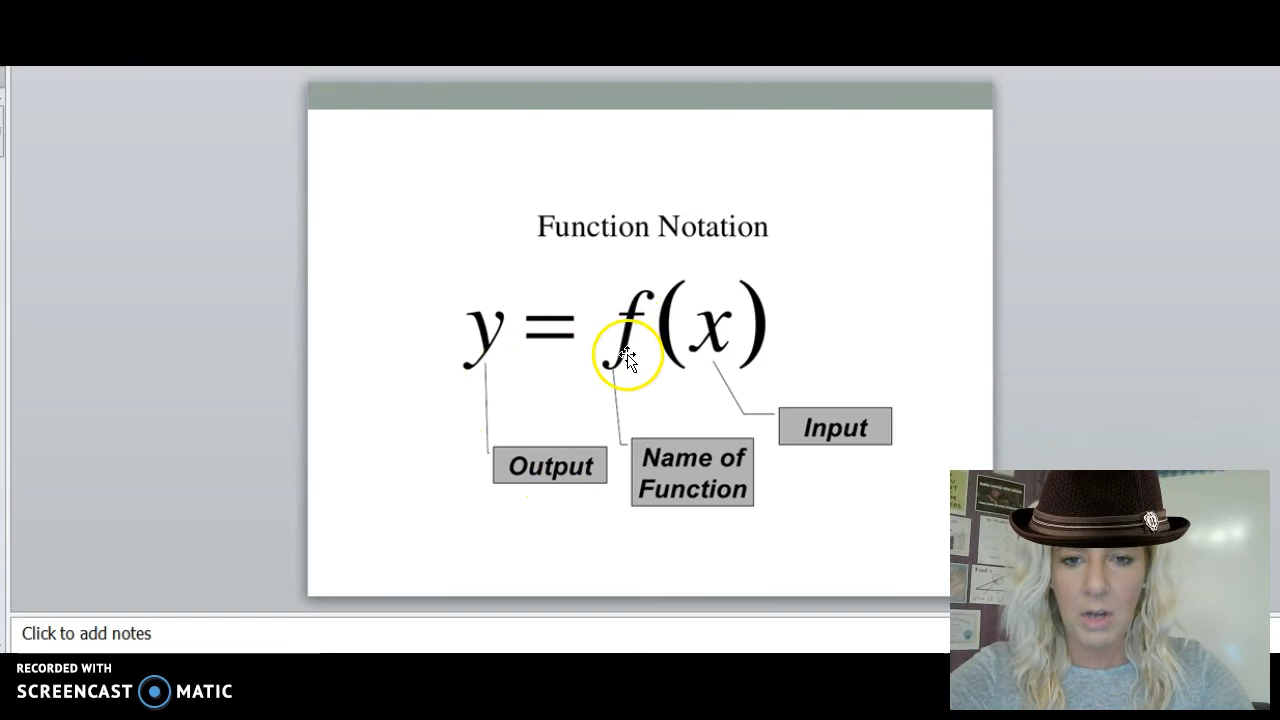 Function Notation
y = f(x)
Input
Output
Name of
Function
Click to add notes
RECORDED WITH
SCREENCAST MATIC